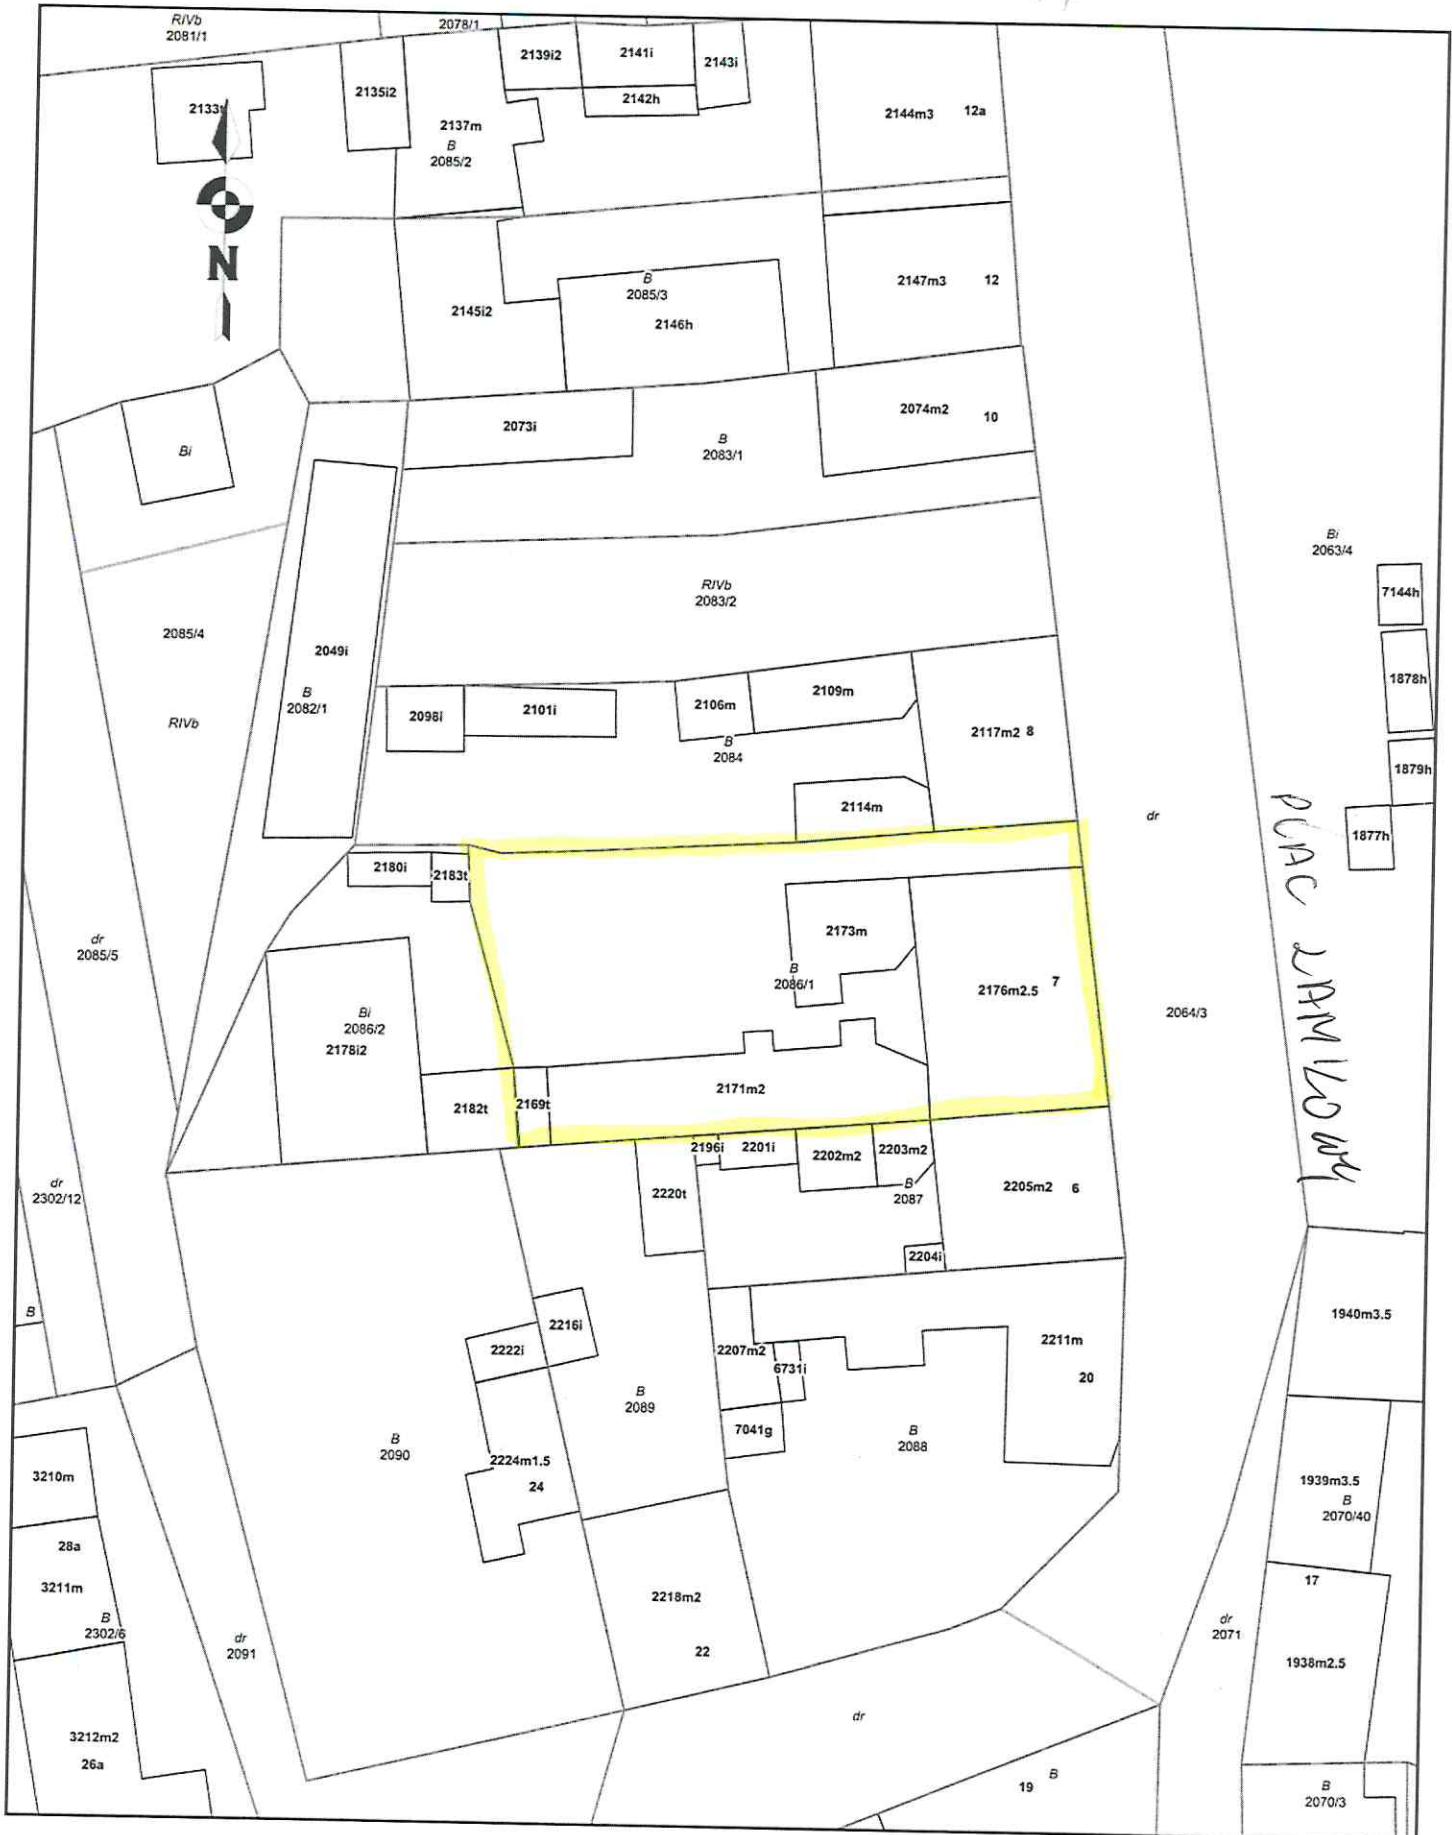 RIVb
2081/1
2078/1
2133t
2135i2
2137m
B
2085/2
2139i2
2141i
2142h
2143i
2144m3 12a
N
2145i2
B
2085/3
2146h
2147m3 12
Bi
2073i
B
2083/1
2074m2 10
Bi
2063/4
7144h
RIVb
2083/2
2085/4
RIVb
2049i
B
2082/1
1878h
2098i
2101i
2106m
2109m
B
2084
2117m2 8
1879h
2114m
dr
1877h
PLAC ZAMKOWY
2180i
2183t
dr
2085/5
2173m
B
2086/1
2176m2.5 7
2064/3
Bi
2086/2
2178i2
2171m2
2182t
2169t
dr
2302/12
2196i
2201i
2202m2
2203m2
B
2087
2220t
2205m2 6
2204i
B
2216i
2222i
2207m2
6731i
2211m
20
1940m3.5
B
2089
7041g
B
2088
B
2090
2224m1.5
24
3210m
1939m3.5
B
2070/40
28a
3211m
B
2302/6
17
2218m2
22
dr
2091
dr
2071
1938m2.5
3212m2
26a
dr
19 B
B
2070/3